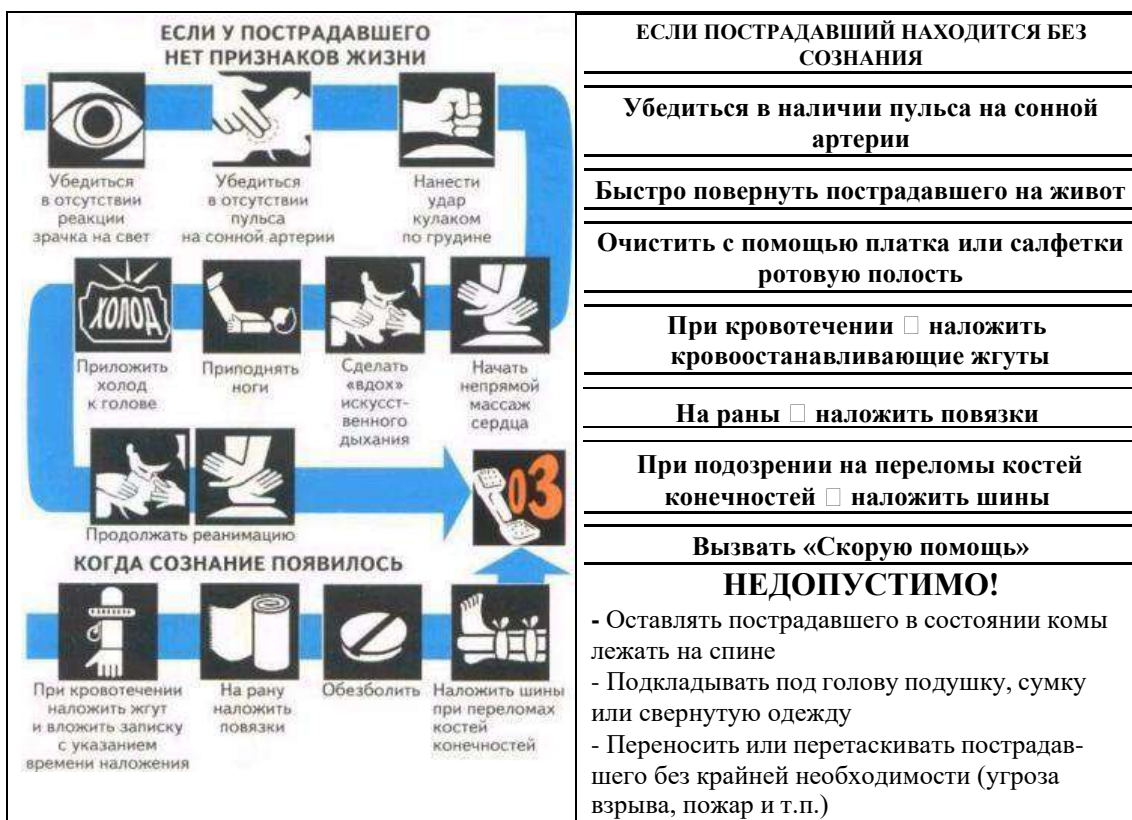 ЕСЛИ У ПОСТРАДАВШЕГО
НЕТ ПРИЗНАКОВ ЖИЗНИ
Убедиться
в отсутствии
реакции
зрачка на свет
Убедиться
в отсутствии
пульса
на сонной артерии
Нанести
удар
кулаком
по грудине
ХОЛОД
Приложить
холод
к голове
Приподнять
ноги
Сделать
«вдох»
искусст-
венного
дыхания
Начать
непрямой
массаж
сердца
Продолжать реанимацию
03
КОГДА СОЗНАНИЕ ПОЯВИЛОСЬ
При кровотечении
наложить жгут
и вложить записку
с указанием
времени наложения
На рану
наложить
повязки
Обезболить
Наложить шины
при переломах
костей
конечностей
ЕСЛИ ПОСТРАДАВШИЙ НАХОДИТСЯ БЕЗ
СОЗНАНИЯ
Убедиться в наличии пульса на сонной
артерии
Быстро повернуть пострадавшего на живот
Очистить с помощью платка или салфетки
ротовую полость
При кровотечении □ наложить
кровоостанавливающие жгуты
На раны □ наложить повязки
При подозрении на переломы костей
конечностей □ наложить шины
Вызвать «Скорую помощь»
НЕДОПУСТИМО!
- Оставлять пострадавшего в состоянии комы
лежать на спине
- Подкладывать под голову подушку, сумку
или свернутую одежду
- Переносить или перетаскивать пострадав-
шего без крайней необходимости (угроза
взрыва, пожар и т.п.)